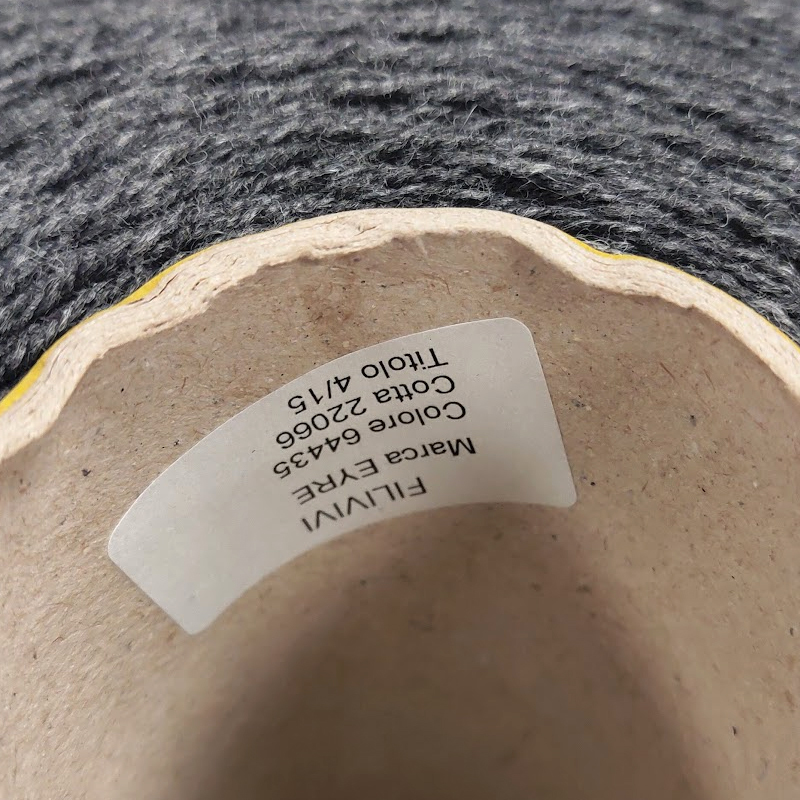 FILIVIVI
Marca EYRE
Colore 64435
Cotta 22066
Titolo 4/15